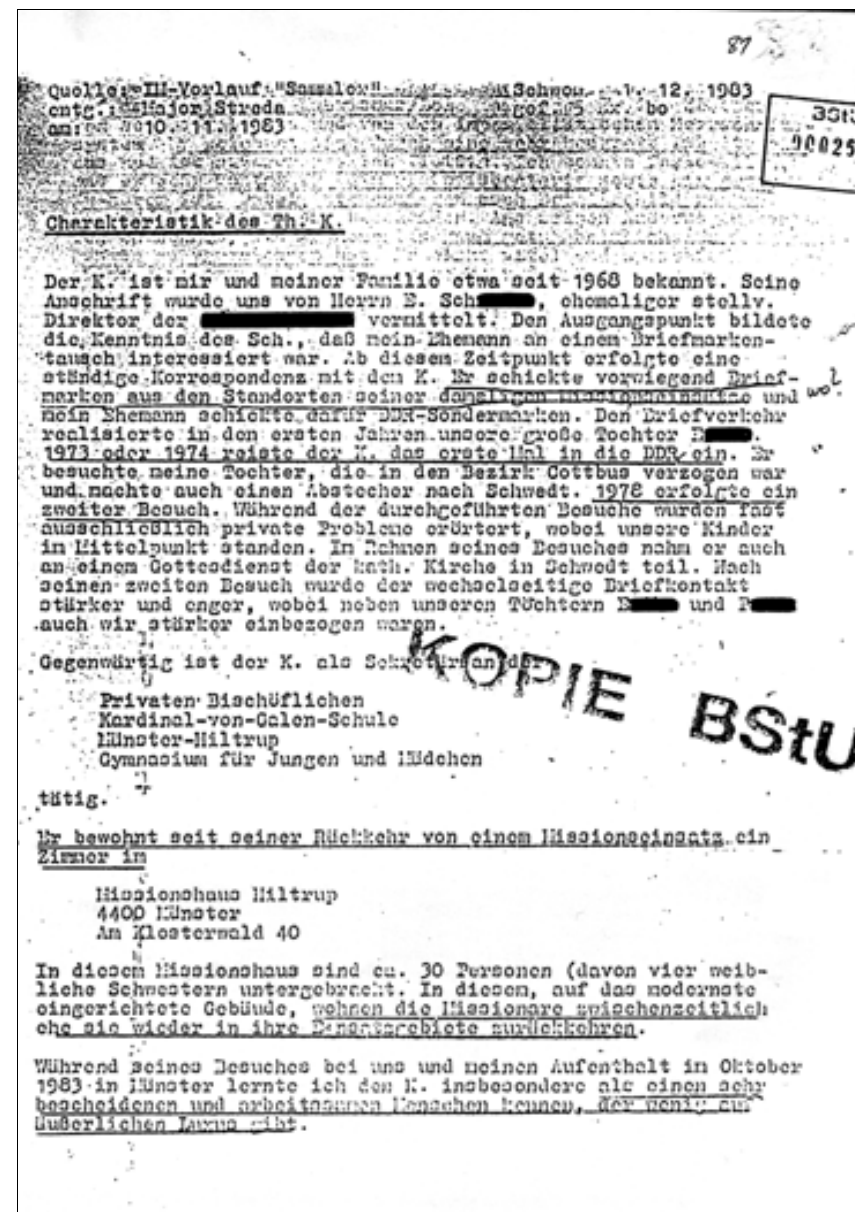 87
Quelle: IM-Vorlauf "Sammler" Schwedt, 1. 12. 1983
entg.: Major Streda bo
am: 10. 11. 1983
BStU
00025
Charakteristik des Th. K.
Der K. ist mir und meiner Familie etwa seit 1968 bekannt. Seine
Anschrift wurde uns von Herrn E. Sch, ehemaliger stellv.
Direktor der vermittelt. Den Ausgangspunkt bildete
die Kenntnis des Sch., daß mein Ehemann an einem Briefmarken-
tausch interessiert war. Ab diesem Zeitpunkt erfolgte eine
ständige Korrespondenz mit dem K. Er schickte vorwiegend Brief-
marken aus den Standorten seiner damaligen Missionseinsätze und
mein Ehemann schickte dafür DDR-Sondermarken. Den Briefverkehr
realisierte in den ersten Jahren unsere große Tochter B.
1973 oder 1974 reiste der K. das erste Mal in die DDR ein. Er
besuchte meine Tochter, die in den Bezirk Cottbus verzogen war
und machte auch einen Abstecher nach Schwedt. 1978 erfolgte ein
zweiter Besuch. Während der durchgeführten Besuche wurden fast
ausschließlich private Probleme erörtert, wobei unsere Kinder
im Mittelpunkt standen. Im Rahmen seines Besuches nahm er auch
an einem Gottesdienst der kath. Kirche in Schwedt teil. Nach
seinem zweiten Besuch wurde der wechselseitige Briefkontakt
stärker und enger, wobei neben unseren Töchtern B und P
auch wir stärker einbezogen waren.
Gegenwärtig ist der K. als Sekretär an der
KOPIE BStU
Privaten Bischöflichen
Kardinal-von-Galen-Schule
Münster-Hiltrup
Gymnasium für Jungen und Mädchen
tätig.
Er bewohnt seit seiner Rückkehr von einem Missionseinsatz ein
Zimmer im
Missionshaus Hiltrup
4400 Münster
Am Klosterwald 40
In diesem Missionshaus sind ca. 30 Personen (davon vier weib-
liche Schwestern untergebracht. In diesem, auf das modernste
eingerichtete Gebäude, wohnen die Missionare zwischenzeitlich
ehe sie wieder in ihre Einsatzgebiete zurückkehren.
Während seines Besuches bei uns und meinen Aufenthalt im Oktober
1983 in Münster lernte ich den K. insbesondere als einen sehr
bescheidenen und arbeitsamen Menschen kennen, der wenig auf
äußerlichen Luxus gibt.